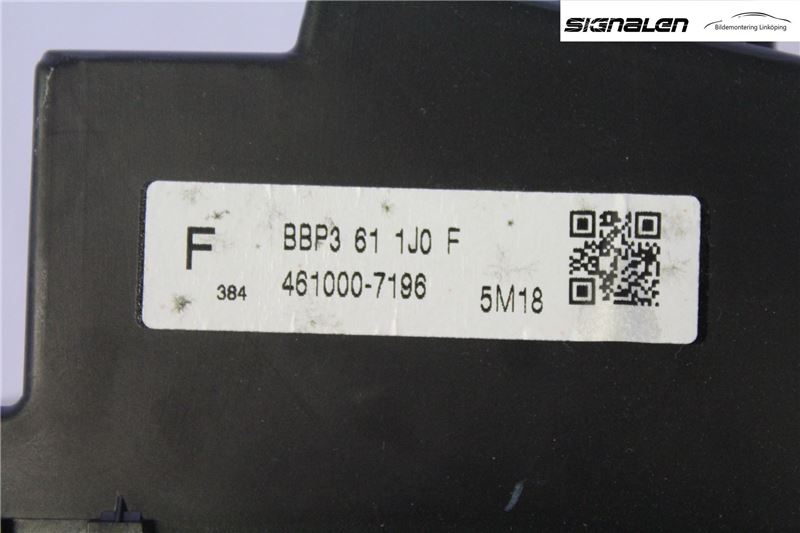 SIGNALEN
Bildemontering Linköping
F
BBP3 61 1J0 F
384
461000-7196
5M18